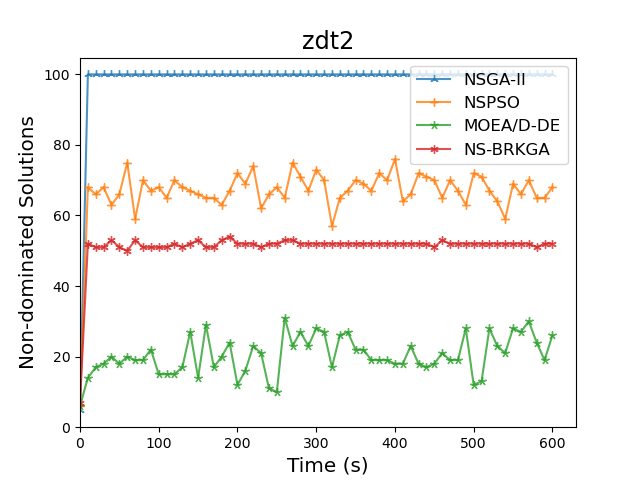 zdt2
Non-dominated Solutions
100
80
60
40
20
0
NSGA-II
NSPSO
MOEA/D-DE
NS-BRKGA
0 100 200 300 400 500 600
Time (s)